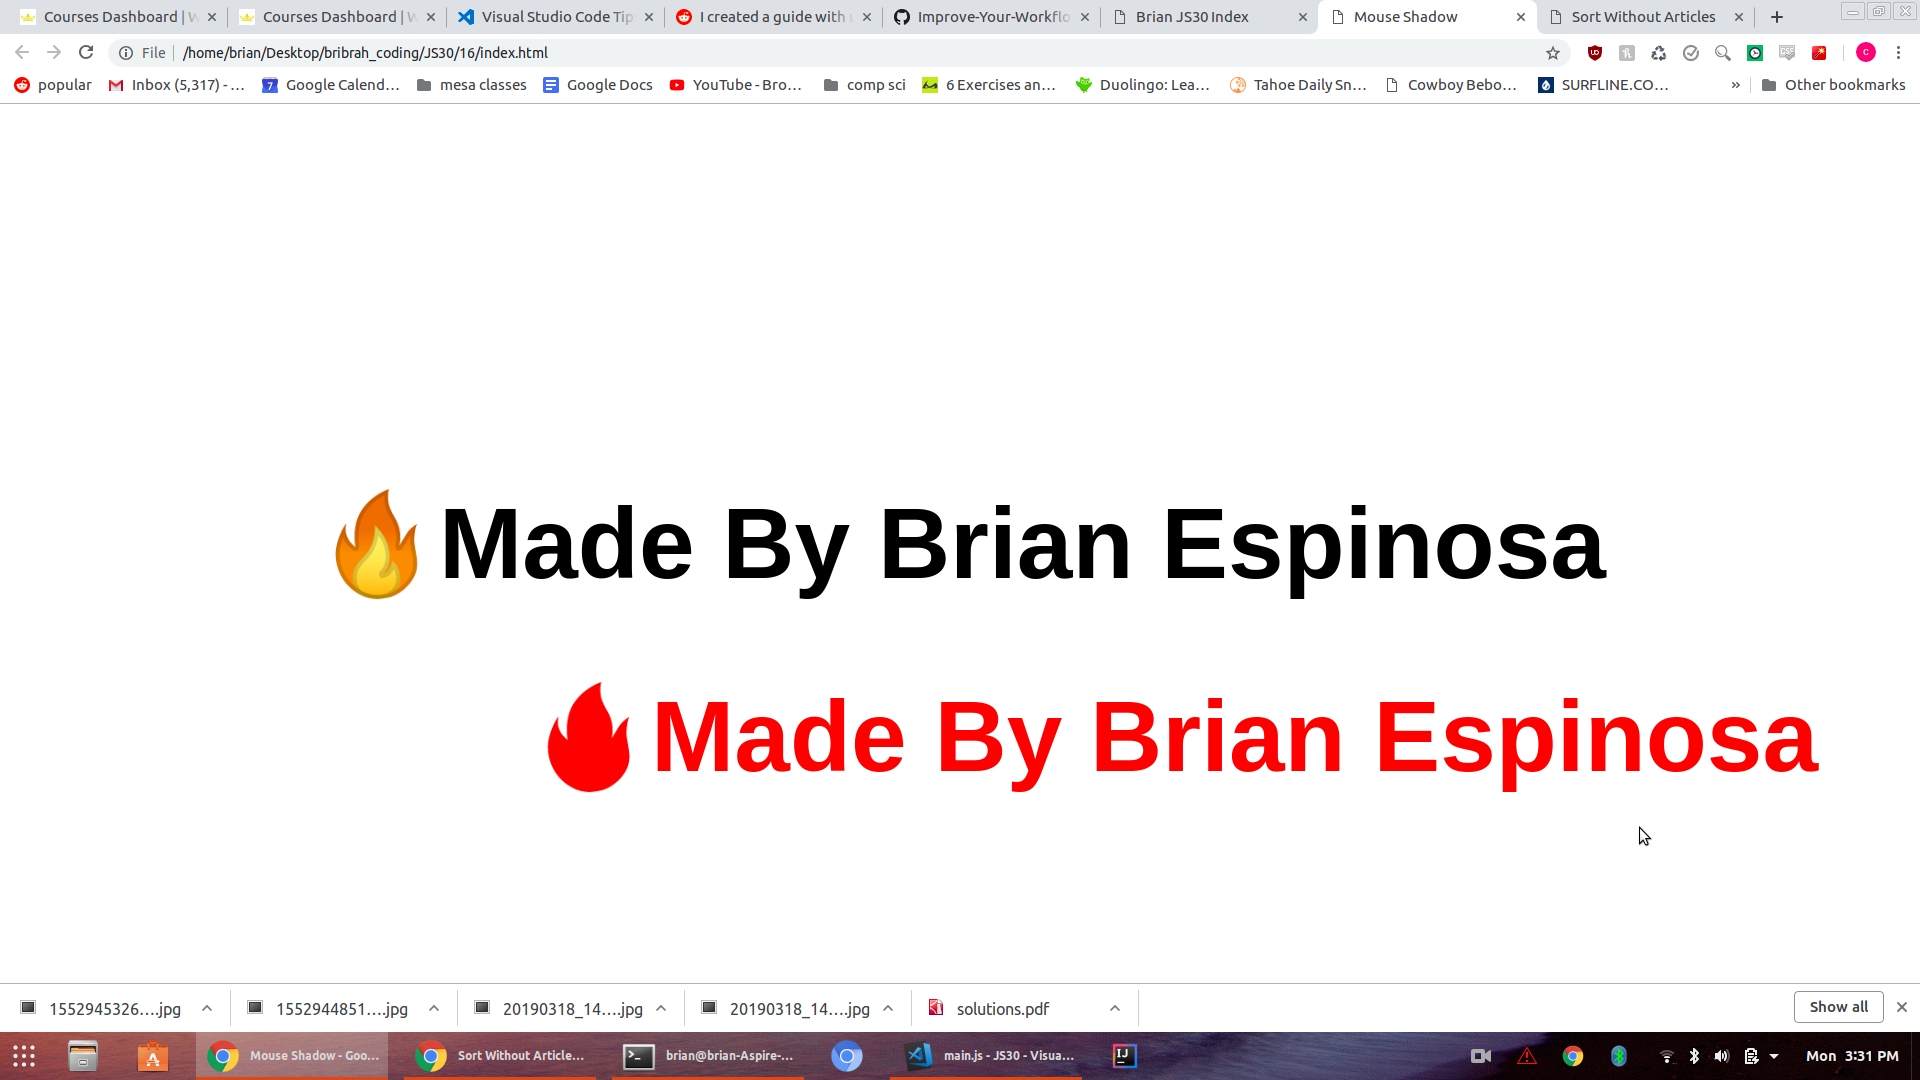 Courses Dashboard | W
Courses Dashboard | W
Visual Studio Code Tip
I created a guide with
Improve-Your-Workflo
Brian JS30 Index
Mouse Shadow
Sort Without Articles
File /home/brian/Desktop/bribrah_coding/JS30/16/index.html
popular
Inbox (5,317) - ...
7 Google Calend...
mesa classes
Google Docs
YouTube - Bro...
comp sci
6 Exercises an...
Duolingo: Lea...
Tahoe Daily Sn...
Cowboy Bebo...
SURFLINE.CO...
»
Other bookmarks
🔥 Made By Brian Espinosa
Made By Brian Espinosa
1552945326....jpg
1552944851....jpg
20190318_14....jpg
20190318_14....jpg
solutions.pdf
Show all
Mouse Shadow - Goo...
Sort Without Article...
brian@brian-Aspire-...
main.js - JS30 - Visua...
IJ
Mon 3:31 PM